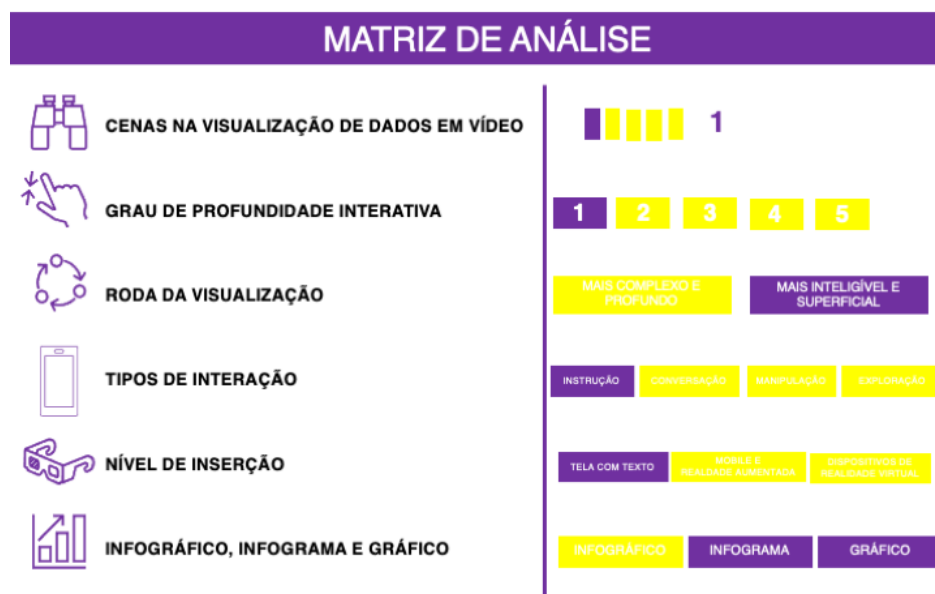 MATRIZ DE ANÁLISE
CENAS NA VISUALIZAÇÃO DE DADOS EM VÍDEO
1
GRAU DE PROFUNDIDADE INTERATIVA
1 2 3 4 5
RODA DA VISUALIZAÇÃO
MAIS COMPLEXO E
PROFUNDO
MAIS INTELIGÍVEL E
SUPERFICIAL
TIPOS DE INTERAÇÃO
INSTRUÇÃO CONVERSAÇÃO MANIPULAÇÃO EXPLORAÇÃO
NÍVEL DE INSERÇÃO
TELA COM TEXTO
MOBILE E
REALDADE AUMENTADA
DISPOSITIVOS DE
REALIDADE VIRTUAL
INFOGRÁFICO, INFOGRAMA E GRÁFICO
INFOGRÁFICO INFOGRAMA GRÁFICO